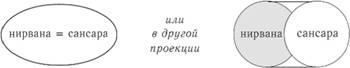 нирвана = сансара
или
в другой
проекции
нирвана
сансара